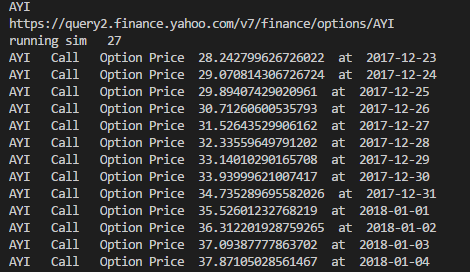 AYI
https://query2.finance.yahoo.com/v7/finance/options/AYI
running sim   27
AYI   Call   Option Price  28.242799626726022  at  2017-12-23
AYI   Call   Option Price  29.070814306726724  at  2017-12-24
AYI   Call   Option Price  29.89407429020961  at  2017-12-25
AYI   Call   Option Price  30.71260600535793  at  2017-12-26
AYI   Call   Option Price  31.52643529906162  at  2017-12-27
AYI   Call   Option Price  32.33559649791202  at  2017-12-28
AYI   Call   Option Price  33.14010290165708  at  2017-12-29
AYI   Call   Option Price  33.93999621007417  at  2017-12-30
AYI   Call   Option Price  34.735289695582026  at  2017-12-31
AYI   Call   Option Price  35.52601232768219  at  2018-01-01
AYI   Call   Option Price  36.312201928759265  at  2018-01-02
AYI   Call   Option Price  37.09387777863702  at  2018-01-03
AYI   Call   Option Price  37.87105028561467  at  2018-01-04